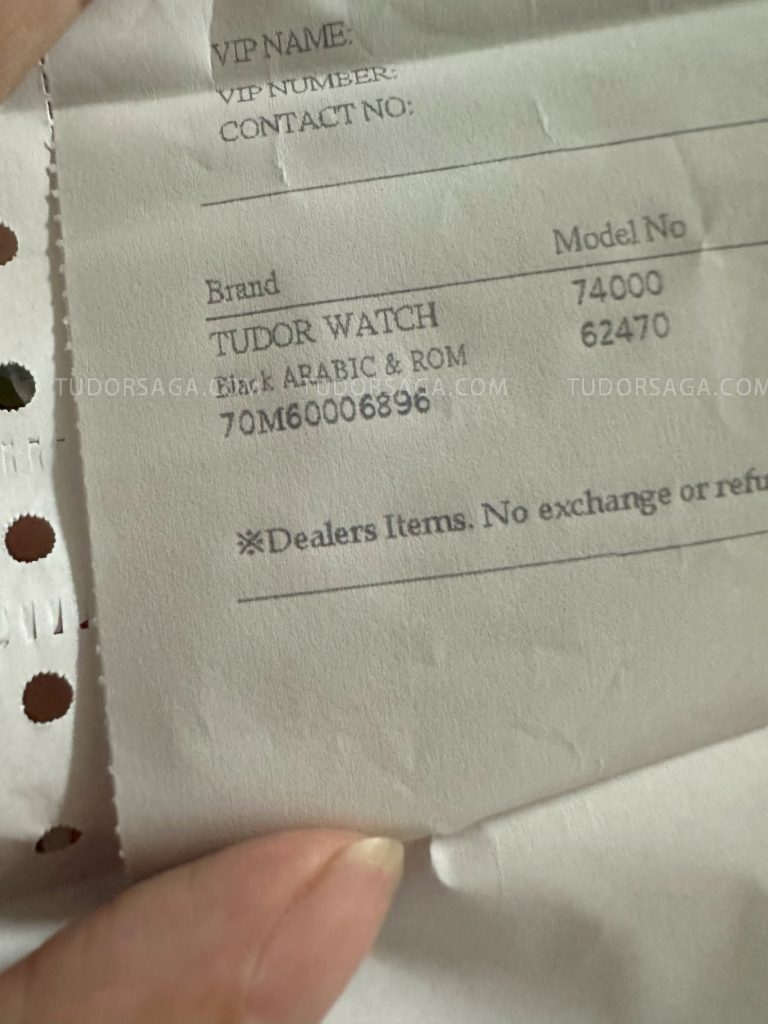 VIP NAME:
VIP NUMBER:
CONTACT NO:
Brand Model No
TUDOR WATCH 74000
Black ARABIC & ROM 62470
70M60006896
TUDORSAGA.COM TUDORSAGA.COM TUDORSAGA.COM
※Dealers Items. No exchange or refu